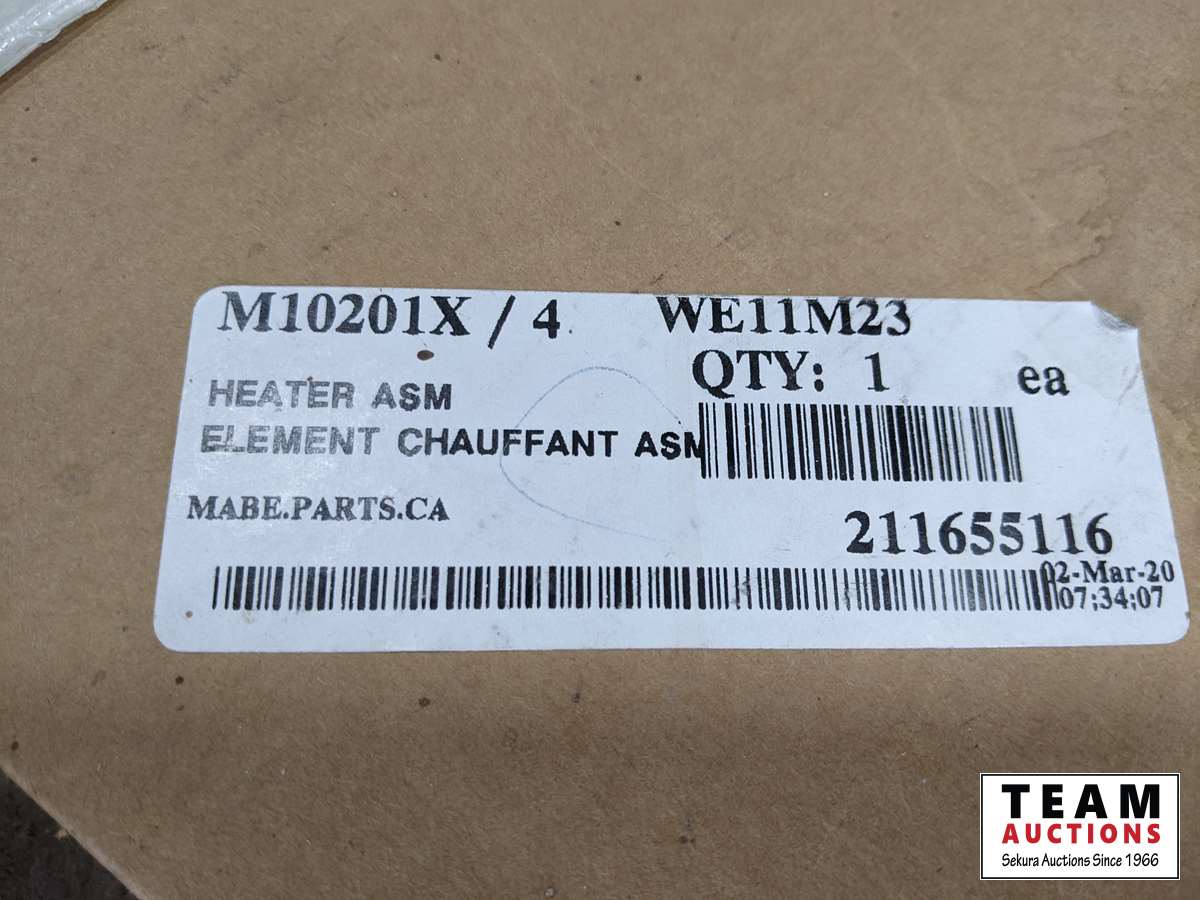 M10201X / 4 WE11M23
QTY: 1 ea
HEATER ASM
ELEMENT CHAUFFANT ASM
MABE.PARTS.CA
211655116
02-Mar-20
07:34:07
TEAM
AUCTIONS
Sekura Auctions Since 1966